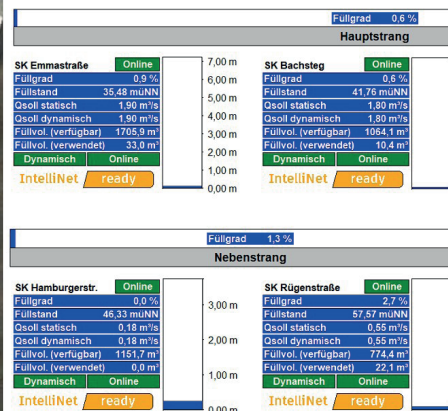 Füllgrad 0,6 %
Hauptstrang
SK Emmastraße Online
Füllgrad 0,9 %
Füllstand 35,48 müNN
Qsoll statisch 1,90 m³/s
Qsoll dynamisch 1,90 m³/s
Füllvol. (verfügbar) 1705,9 m³
Füllvol. (verwendet) 33,0 m³
Dynamisch Online
IntelliNet ready
7,00 m
6,00 m
5,00 m
4,00 m
3,00 m
2,00 m
1,00 m
0,00 m
SK Bachsteg Online
Füllgrad 0,6 %
Füllstand 41,76 müNN
Qsoll statisch 1,80 m³/s
Qsoll dynamisch 1,80 m³/s
Füllvol. (verfügbar) 1064,1 m³
Füllvol. (verwendet) 10,4 m³
Dynamisch Online
IntelliNet ready
Füllgrad 1,3 %
Nebenstrang
SK Hamburgerstr. Online
Füllgrad 0,0 %
Füllstand 46,33 müNN
Qsoll statisch 0,18 m³/s
Qsoll dynamisch 0,18 m³/s
Füllvol. (verfügbar) 1151,7 m³
Füllvol. (verwendet) 0,0 m³
Dynamisch Online
IntelliNet ready
3,00 m
2,00 m
1,00 m
0,00 m
SK Rügenstraße Online
Füllgrad 2,7 %
Füllstand 57,57 müNN
Qsoll statisch 0,55 m³/s
Qsoll dynamisch 0,55 m³/s
Füllvol. (verfügbar) 774,4 m³
Füllvol. (verwendet) 22,1 m³
Dynamisch Online
IntelliNet ready